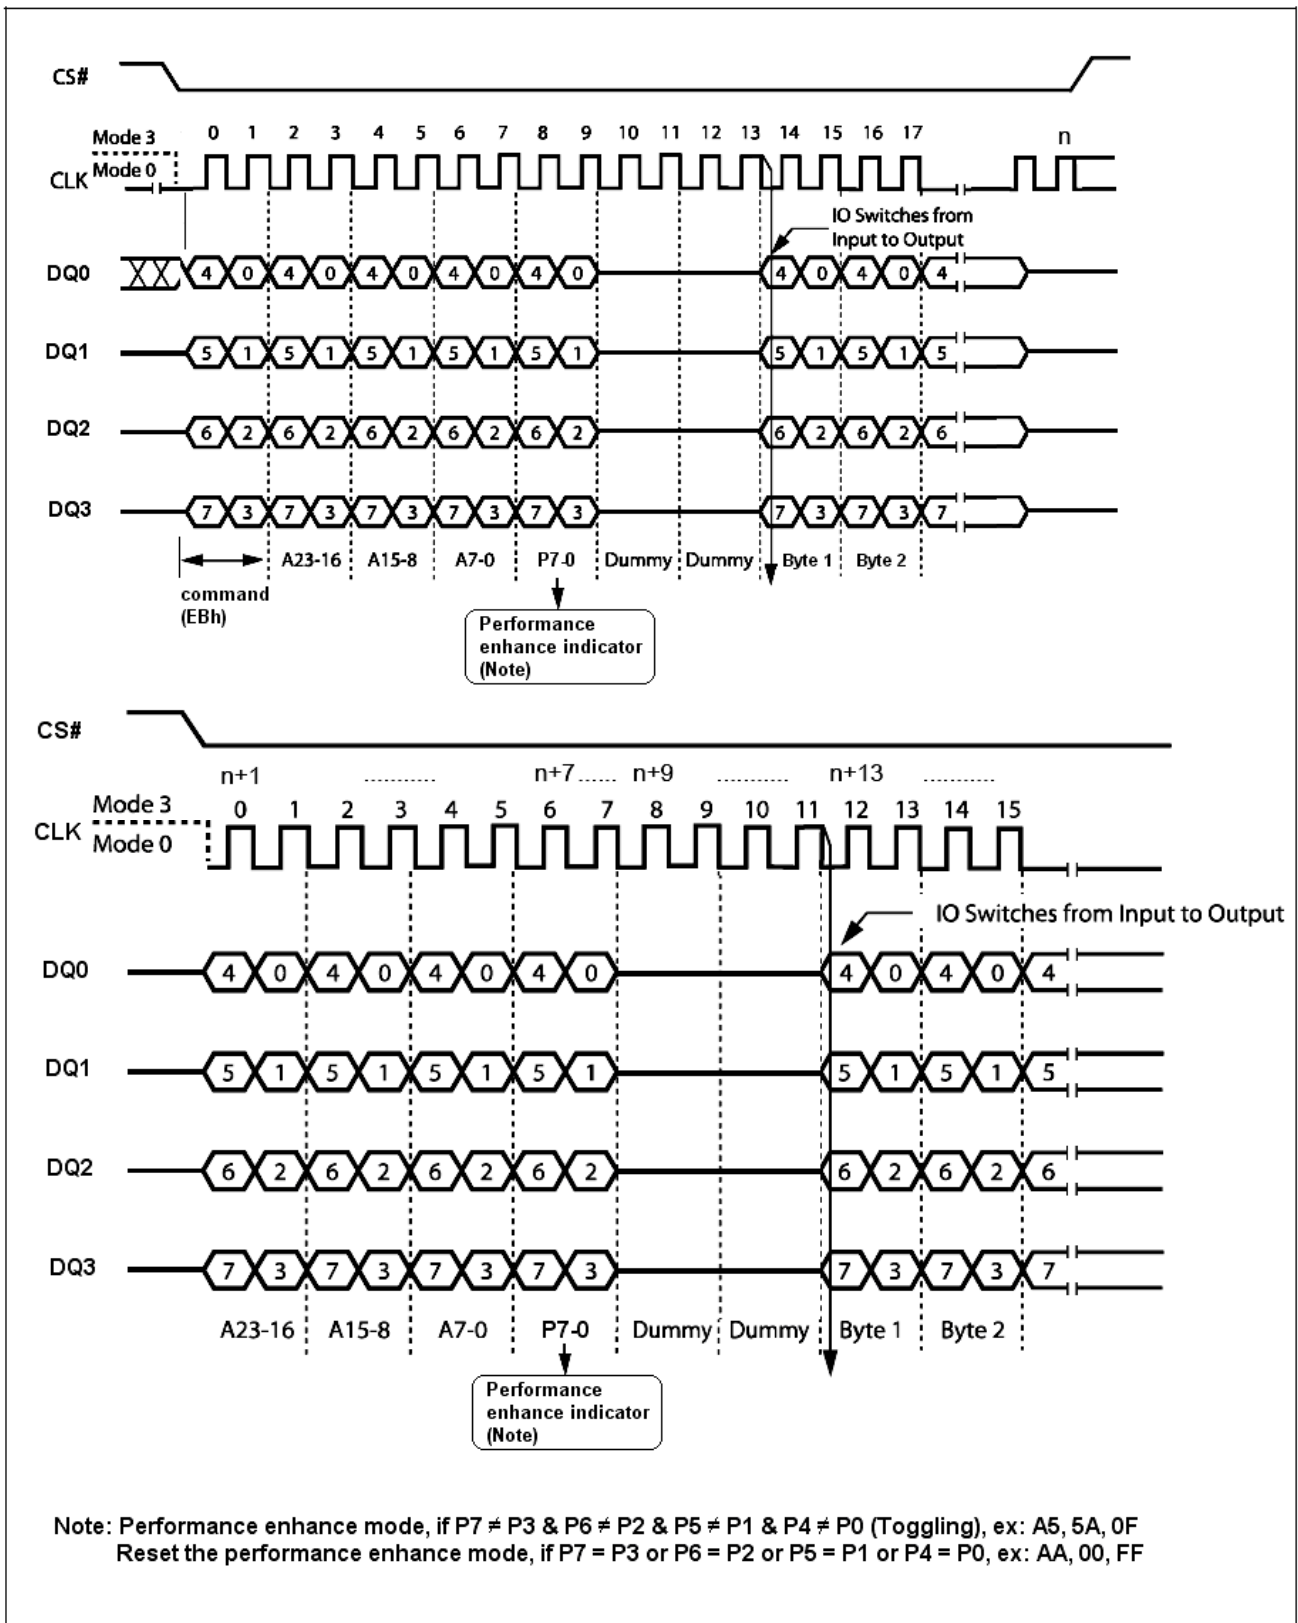 CS#
0 1 2 3 4 5 6 7 8 9 10 11 12 13 14 15 16 17 n
Mode 3
CLK Mode 0
IO Switches from
Input to Output
DQ0 4 0 4 0 4 0 4 0 4 0 4 0 4 0 4
DQ1 5 1 5 1 5 1 5 1 5 1 5 1 5 1 5
DQ2 6 2 6 2 6 2 6 2 6 2 6 2 6 2 6
DQ3 7 3 7 3 7 3 7 3 7 3 7 3 7 3 7
A23-16 A15-8 A7-0 P7-0 Dummy Dummy Byte 1 Byte 2
command
(EBh)
Performance
enhance indicator
(Note)
CS#
n+1 ............ n+7...... n+9 ............ n+13 ............
Mode 3 0 1 2 3 4 5 6 7 8 9 10 11 12 13 14 15
CLK Mode 0
IO Switches from Input to Output
DQ0 4 0 4 0 4 0 4 0 4 0 4 0 4
DQ1 5 1 5 1 5 1 5 1 5 1 5 1 5
DQ2 6 2 6 2 6 2 6 2 6 2 6 2 6
DQ3 7 3 7 3 7 3 7 3 7 3 7 3 7
A23-16 A15-8 A7-0 P7-0 Dummy Dummy Byte 1 Byte 2
Performance
enhance indicator
(Note)
Note: Performance enhance mode, if P7 ≠ P3 & P6 ≠ P2 & P5 ≠ P1 & P4 ≠ P0 (Toggling), ex: A5, 5A, 0F
Reset the performance enhance mode, if P7 = P3 or P6 = P2 or P5 = P1 or P4 = P0, ex: AA, 00, FF